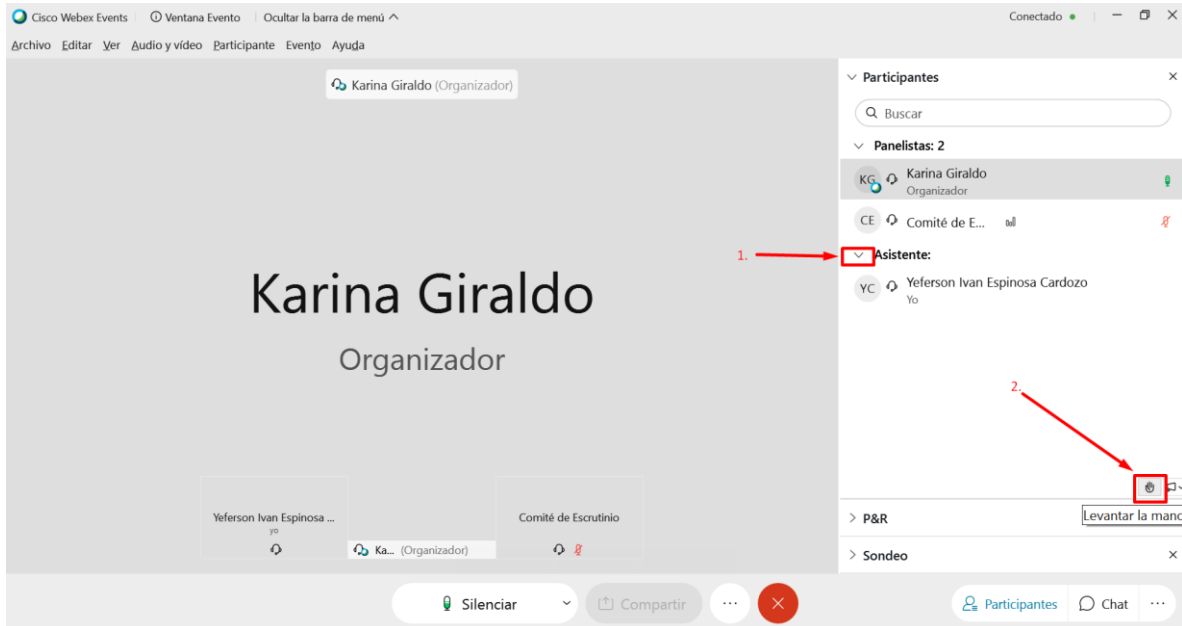 Cisco Webex Events Ventana Evento Ocultar la barra de menú Conectado
Archivo Editar Ver Audio y vídeo Participante Evento Ayuda
Karina Giraldo (Organizador)
Karina Giraldo
Organizador
Yeferson Ivan Espinosa ...
yo
Ka... (Organizador)
Comité de Escrutinio
Participantes
Buscar
Panelistas: 2
KG Karina Giraldo
Organizador
CE Comité de E...
1. Asistente:
YC Yeferson Ivan Espinosa Cardozo
Yo
2.
Levantar la mano
P&R
Sondeo
Silenciar Compartir ... Participantes Chat ...